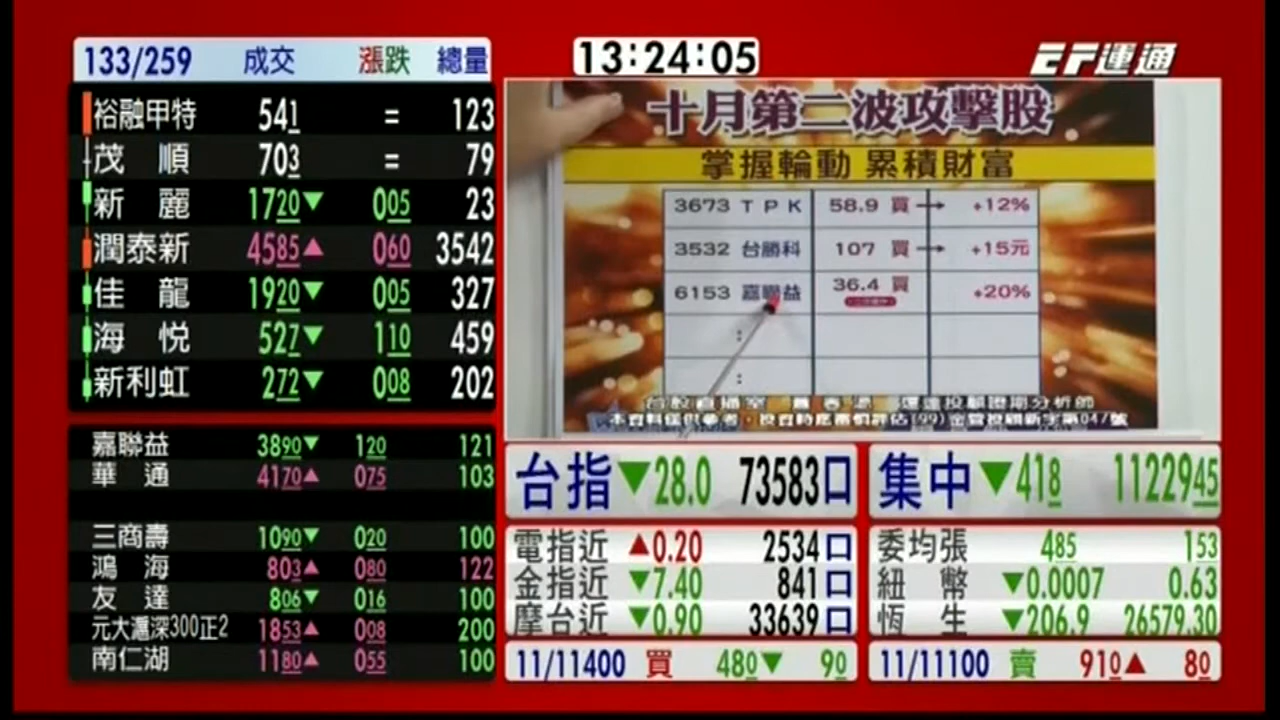 133/259 成交 漲跌 總量
13:24:05
EF運通
裕融甲特 541 = 123
茂順 703 = 79
新麗 1720▼ 005 23
潤泰新 4585▲ 060 3542
佳龍 1920▼ 005 327
海悦 527▼ 110 459
新利虹 272▼ 008 202
嘉聯益 3890▼ 120 121
華通 4170▲ 075 103
三商壽 1090▼ 020 100
鴻海 803▲ 080 122
友達 806▼ 016 100
元大滬深300正2 1853▲ 008 200
南仁湖 1180▲ 055 100
十月第二波攻擊股
掌握輪動 累積財富
3673 TPK 58.9 買→ +12%
3532 台勝科 107 買→ +15元
6153 嘉聯益 36.4 買 +20%
:
:
台指▼28.0 73583口
集中▼418 1122945
電指近 ▲0.20 2534口
金指近 ▼7.40 841口
摩台近 ▼0.90 33639口
委均張 485 153
紐幣 ▼0.0007 0.63
恆生 ▼206.9 26579.30
11/11400 買 480▼ 90
11/11100 賣 910▲ 80